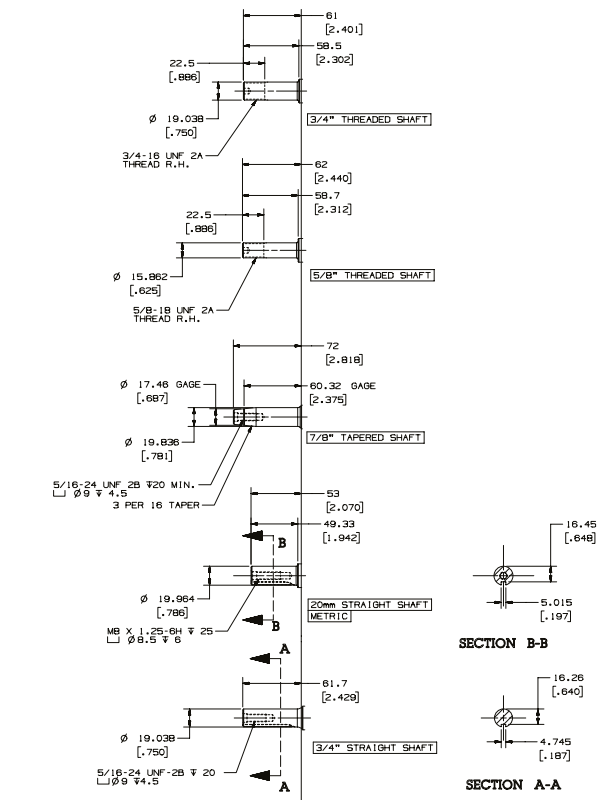 61
[2.401]
58.5
[2.302]
22.5
[.886]
Ø 19.038
[.750]
3/4" THREADED SHAFT
3/4-16 UNF 2A
THREAD R.H.
62
[2.440]
58.7
[2.312]
22.5
[.886]
Ø 15.862
[.625]
5/8" THREADED SHAFT
5/8-18 UNF 2A
THREAD R.H.
72
[2.818]
Ø 17.46 GAGE
[.687]
60.32 GAGE
[2.375]
Ø 19.836
[.781]
7/8" TAPERED SHAFT
5/16-24 UNF 2B ↧20 MIN.
⌴ Ø9 ↧ 4.5
3 PER 16 TAPER
53
[2.070]
49.33
[1.942]
B
16.45
[.648]
Ø 19.964
[.786]
20mm STRAIGHT SHAFT
METRIC
5.015
[.197]
M8 X 1.25-6H ↧ 25
⌴ Ø8.5 ↧ 6
B
SECTION B-B
A
61.7
[2.429]
16.26
[.640]
Ø 19.038
[.750]
3/4" STRAIGHT SHAFT
4.745
[.187]
5/16-24 UNF-2B ↧ 20
⌴Ø9 ↧4.5
A
SECTION A-A